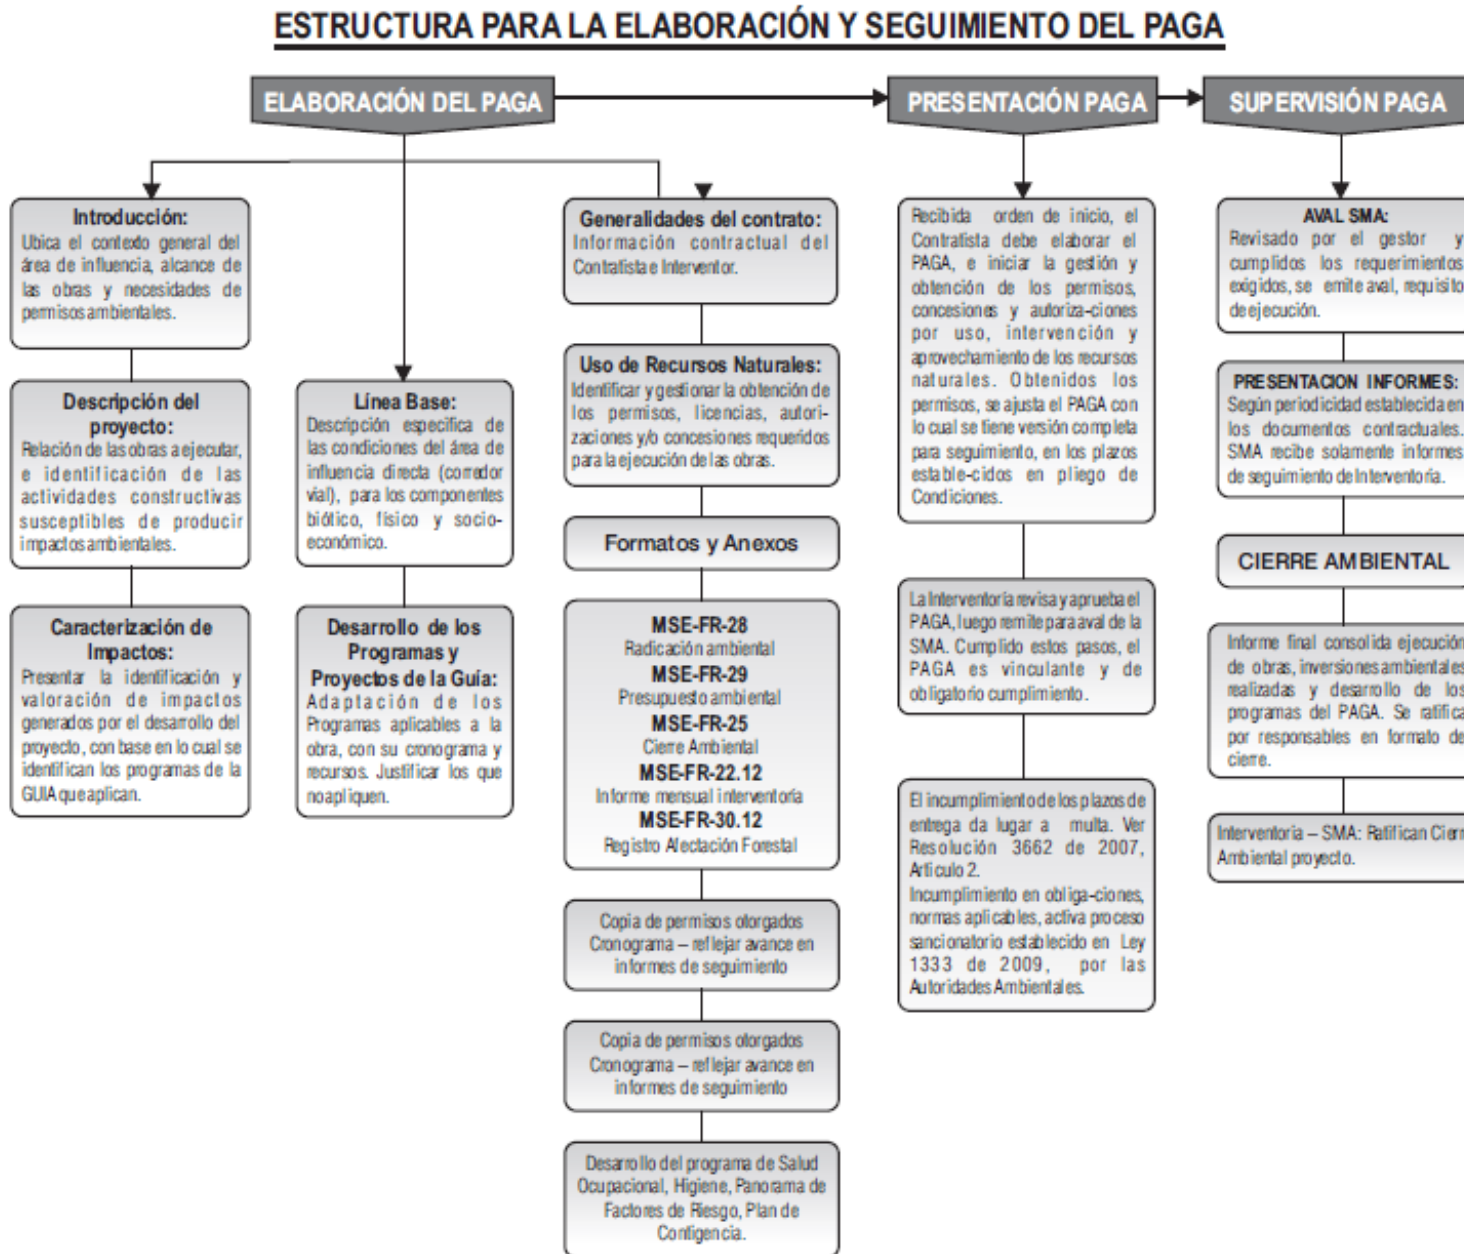 ESTRUCTURA PARA LA ELABORACIÓN Y SEGUIMIENTO DEL PAGA
ELABORACIÓN DEL PAGA
PRESENTACIÓN PAGA
SUPERVISIÓN PAGA
Introducción:
Ubica el contexto general del
área de influencia, alcance de
las obras y necesidades de
permisos ambientales.
Descripción del
proyecto:
Relación de las obras a ejecutar,
e identificación de las
actividades constructivas
susceptibles de producir
impactos ambientales.
Caracterización de
Impactos:
Presentar la identificación y
valoración de impactos
generados por el desarrollo del
proyecto, con base en lo cual se
identifican los programas de la
GUIA que aplican.
Línea Base:
Descripción especifica de
las condiciones del área de
influencia directa (corredor
vial), para los componentes
biótico, físico y socio-
económico.
Desarrollo de los
Programas y
Proyectos de la Guía:
Adaptación de los
Programas aplicables a la
obra, con su cronograma y
recursos. Justificar los que
no apliquen.
Generalidades del contrato:
Información contractual del
Contratista e Interventor.
Uso de Recursos Naturales:
Identificar y gestionar la obtención de
los permisos, licencias, autori-
zaciones y/o concesiones requeridos
para la ejecución de las obras.
Formatos y Anexos
MSE-FR-28
Radicación ambiental
MSE-FR-29
Presupuesto ambiental
MSE-FR-25
Cierre Ambiental
MSE-FR-22.12
Informe mensual interventoría
MSE-FR-30.12
Registro Afectación Forestal
Copia de permisos otorgados
Cronograma – reflejar avance en
informes de seguimiento
Copia de permisos otorgados
Cronograma – reflejar avance en
informes de seguimiento
Desarrollo del programa de Salud
Ocupacional, Higiene, Panorama de
Factores de Riesgo, Plan de
Contigencia.
Recibida orden de inicio, el
Contratista debe elaborar el
PAGA, e iniciar la gestión y
obtención de los permisos,
concesiones y autoriza-ciones
por uso, intervención y
aprovechamiento de los recursos
naturales. Obtenidos los
permisos, se ajusta el PAGA con
lo cual se tiene versión completa
para seguimiento, en los plazos
estable-cidos en pliego de
Condiciones.
La Interventoría revisa y aprueba el
PAGA, luego remite para aval de la
SMA. Cumplido estos pasos, el
PAGA es vinculante y de
obligatorio cumplimiento.
El incumplimiento de los plazos de
entrega da lugar a multa. Ver
Resolución 3662 de 2007,
Articulo 2.
Incumplimiento en obliga-ciones,
normas aplicables, activa proceso
sancionatorio establecido en Ley
1333 de 2009, por las
Autoridades Ambientales.
AVAL SMA:
Revisado por el gestor y
cumplidos los requerimientos
exigidos, se emite aval, requisito
de ejecución.
PRESENTACION INFORMES:
Según periodicidad establecida en
los documentos contractuales.
SMA recibe solamente informes
de seguimiento de Interventoría.
CIERRE AMBIENTAL
Informe final consolida ejecución
de obras, inversiones ambientales
realizadas y desarrollo de los
programas del PAGA. Se ratifica
por responsables en formato de
cierre.
Interventoria – SMA: Ratifican Cierr
Ambiental proyecto.